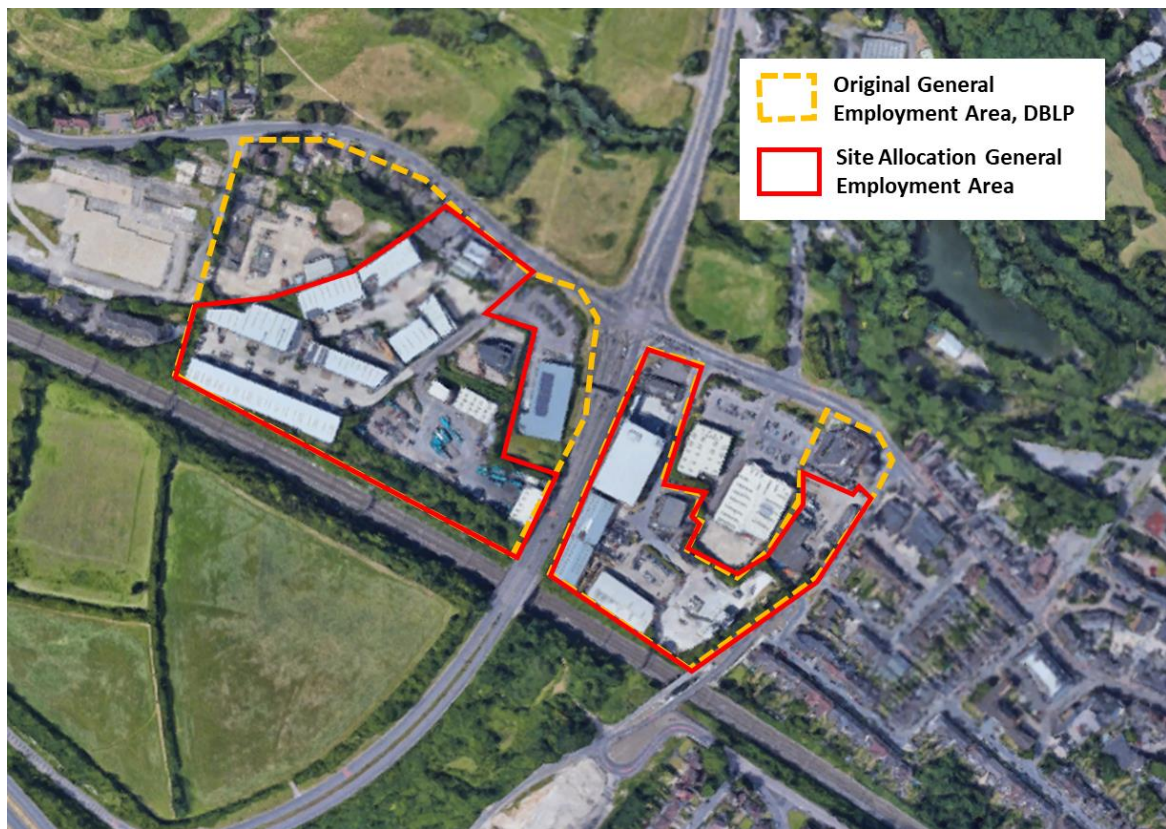 Original General
Employment Area, DBLP
Site Allocation General
Employment Area